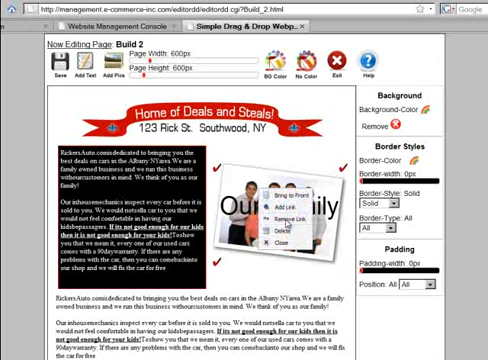 management.e-commerce-inc.com/editordd/editordd.cgi?Build_2.html
Google
Website Management Console
Simple Drag & Drop Webp...
Now Editing Page: Build 2
Page Width: 600px
Page Height: 600px
Save
Add Text
Add Pics
BG Color
No Color
Exit
Help
Background
Background-Color
Remove
Border Styles
Border-Color
Border-width: 0px
Border-Style: Solid
Solid
Border-Type: All
All
Padding
Padding-width: 0px
Position: All
All
Home of Deals and Steals!
123 Rick St. Southwood, NY
RickersAuto.comisdedicated to bringing you the
best deals on cars in the Albany NYarea.We are a
family owned business and we run this business
withourcustomers in mind. We think of you as our
family!
Our inhousemechanics inspect every car before it is
sold to you. We would notsella car to you that we
would not feel comfortable in having our
kidsbepassengers. If its not good enough for our kids
then it is not good enough for your kids!Toshow
you that we mean it, every one of our used cars
comes with a 90daywarranty. If there are any
problems with the car, then you can comebackinto
our shop and we will fix the car for free
Our
ily
Bring to Front
Add Link
Remove Link
Delete
Close
RickersAuto.comisdedicated to bringing you the best deals on cars in the Albany NYarea.We are a family
owned business and we run this business withourcustomers in mind. We think of you as our family!
Our inhousemechanics inspect every car before it is sold to you. We would notsella car to you that we
would not feel comfortable in having our kidsbepassengers. If its not good enough for our kids then it is
not good enough for your kids!Toshow you that we mean it, every one of our used cars comes with a
90daywarranty. If there are any problems with the car, then you can comebackinto our shop and we will
fix the car for free